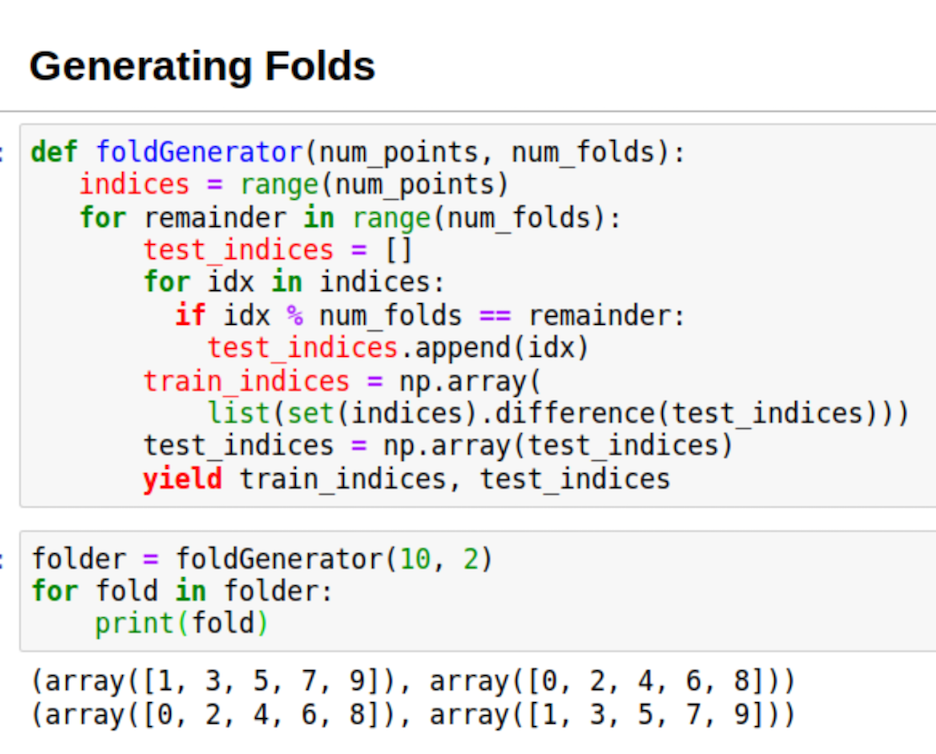 Generating Folds
:
def foldGenerator(num_points, num_folds):
   indices = range(num_points)
   for remainder in range(num_folds):
       test_indices = []
       for idx in indices:
         if idx % num_folds == remainder:
           test_indices.append(idx)
       train_indices = np.array(
           list(set(indices).difference(test_indices)))
       test_indices = np.array(test_indices)
       yield train_indices, test_indices
:
folder = foldGenerator(10, 2)
for fold in folder:
    print(fold)
(array([1, 3, 5, 7, 9]), array([0, 2, 4, 6, 8]))
(array([0, 2, 4, 6, 8]), array([1, 3, 5, 7, 9]))